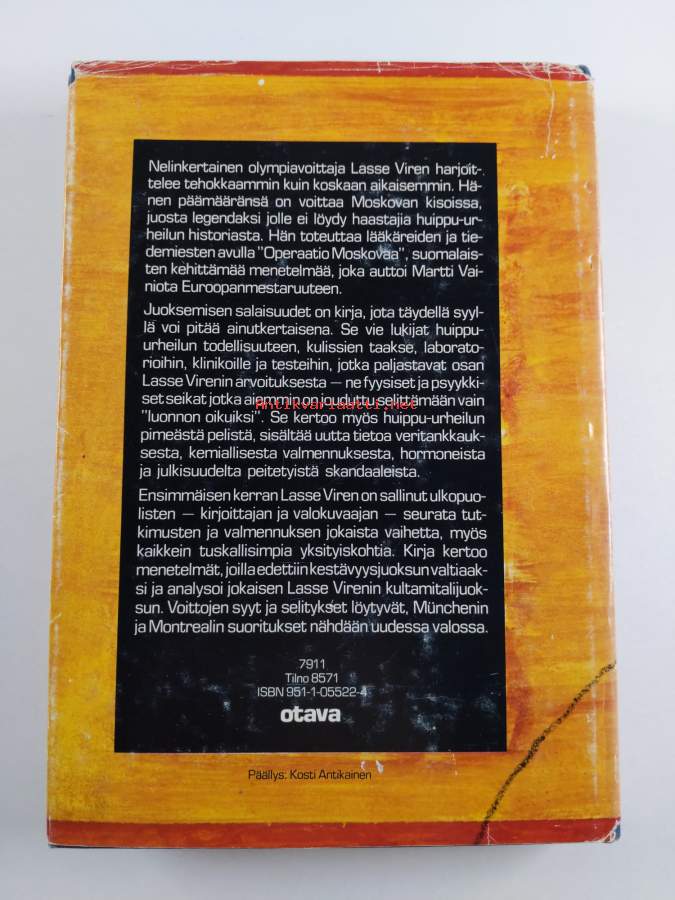 Nelinkertainen olympiavoittaja Lasse Viren harjoit-
telee tehokkaammin kuin koskaan aikaisemmin. Hä-
nen päämääränsä on voittaa Moskovan kisoissa,
juosta legendaksi jolle ei löydy haastajia huippu-ur-
heilun historiasta. Hän toteuttaa lääkäreiden ja tie-
demiesten avulla "Operaatio Moskovaa", suomalais-
ten kehittämää menetelmää, joka auttoi Martti Vai-
niota Euroopanmestaruuteen.
Juoksemisen salaisuudet on kirja, jota täydellä syyl-
lä voi pitää ainutkertaisena. Se vie lukijat huippu-
urheilun todellisuuteen, kulissien taakse, laborato-
rioihin, klinikoille ja testeihin, jotka paljastavat osan
Lasse Virenin arvoituksesta — ne fyysiset ja psyykki-
set seikat jotka aiemmin on jouduttu selittämään vain
Antikvariaatti.net
"luonnon oikuiksi". Se kertoo myös huippu-urheilun
pimeästä pelistä, sisältää uutta tietoa veritankkauk-
sesta, kemiallisesta valmennuksesta, hormoneista
ja julkisuudelta peitetyistä skandaaleista.
Ensimmäisen kerran Lasse Viren on sallinut ulkopuo-
listen — kirjoittajan ja valokuvaajan — seurata tut-
kimusten ja valmennuksen jokaista vaihetta, myös
kaikkein tuskallisimpia yksityiskohtia. Kirja kertoo
menetelmät, joilla edettiin kestävyysjuoksun valtiaak-
si ja analysoi jokaisen Lasse Virenin kultamitalijuok-
sun. Voittojen syyt ja selitykset löytyvät, Münchenin
ja Montrealin suoritukset nähdään uudessa valossa.
7911
Tilno 8571
ISBN 951-1-05522-4
otava
Päällys: Kosti Antikainen